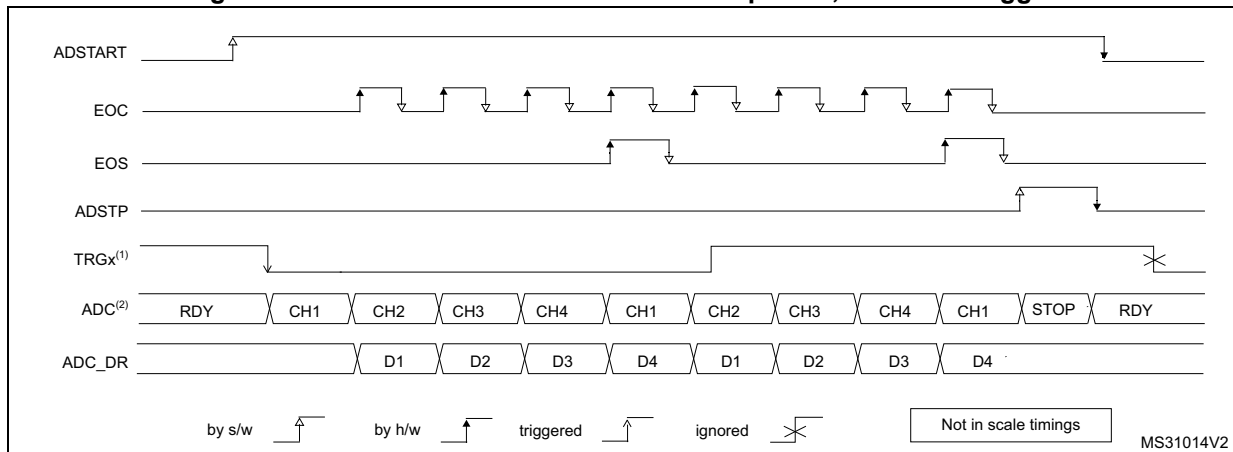 ADSTART
EOC
EOS
ADSTP
TRGx(1)
ADC(2) RDY CH1 CH2 CH3 CH4 CH1 CH2 CH3 CH4 CH1 STOP RDY
ADC_DR D1 D2 D3 D4 D1 D2 D3 D4
by s/w by h/w triggered ignored Not in scale timings
MS31014V2